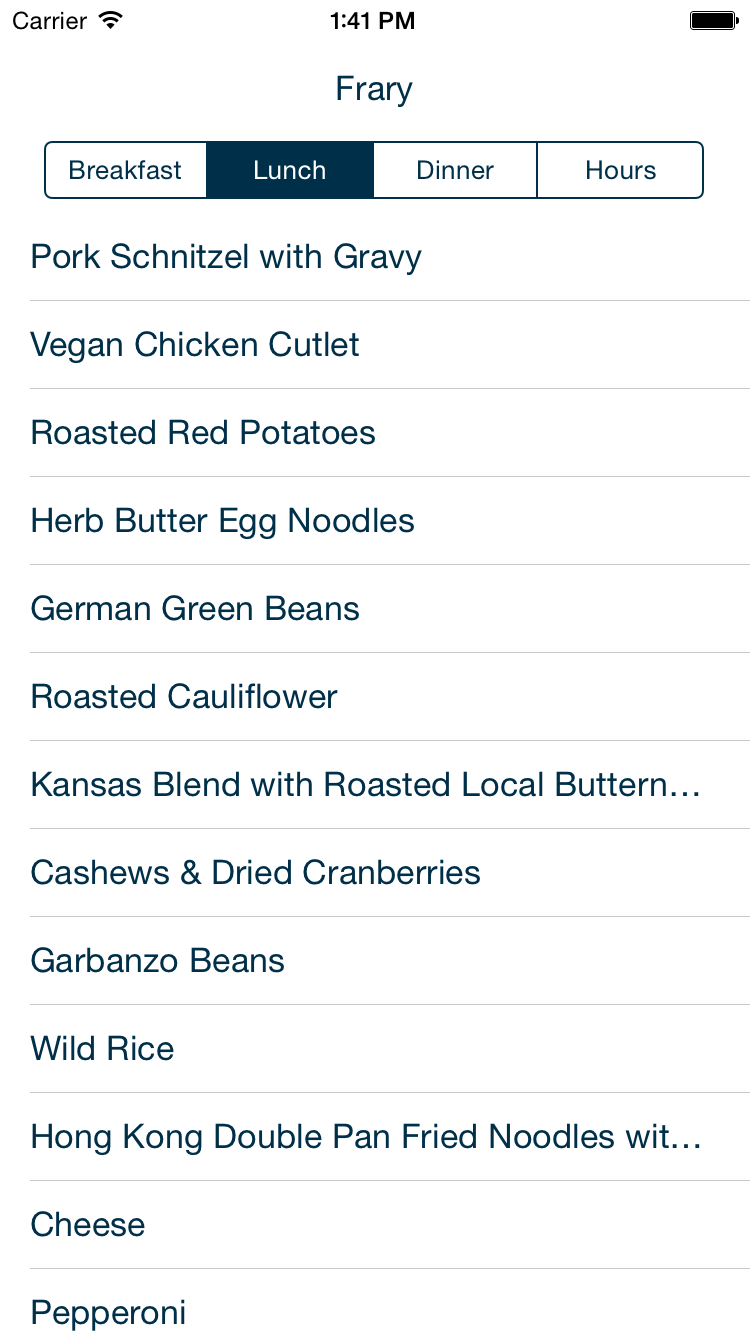 Carrier 1:41 PM
Frary
Breakfast Lunch Dinner Hours
Pork Schnitzel with Gravy
Vegan Chicken Cutlet
Roasted Red Potatoes
Herb Butter Egg Noodles
German Green Beans
Roasted Cauliflower
Kansas Blend with Roasted Local Buttern...
Cashews & Dried Cranberries
Garbanzo Beans
Wild Rice
Hong Kong Double Pan Fried Noodles wit...
Cheese
Pepperoni